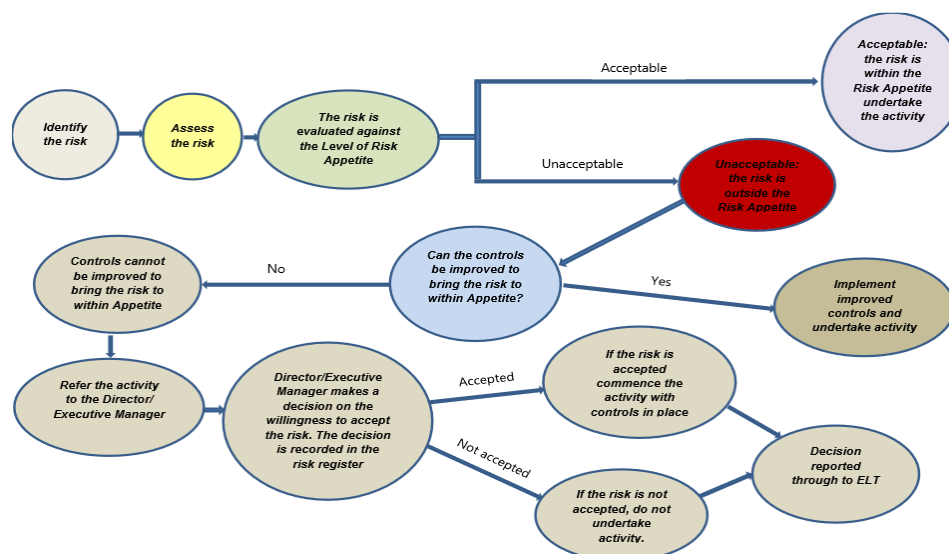 Identify
the risk
Assess
the risk
The risk is
evaluated against
the Level of Risk
Appetite
Acceptable
Acceptable:
the risk is
within the
Risk Appetite
undertake
the activity
Unacceptable
Unacceptable:
the risk is
outside the
Risk Appetite
Can the controls
be improved to
bring the risk to
within Appetite?
No
Controls cannot
be improved to
bring the risk to
within Appetite
Yes
Implement
improved
controls and
undertake activity
Refer the activity
to the Director/
Executive Manager
Director/Executive
Manager makes a
decision on the
willingness to accept
the risk. The decision
is recorded in the
risk register
Accepted
If the risk is
accepted
commence the
activity with
controls in place
Not accepted
If the risk is not
accepted, do not
undertake
activity.
Decision
reported
through to ELT